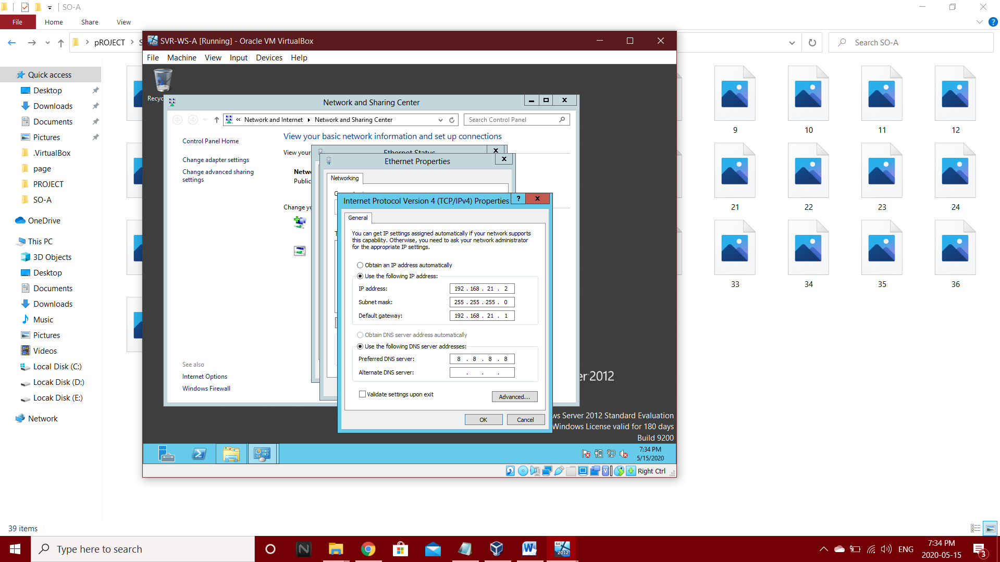 SO-A
File
Home
Share
View
pROJECT
Search SO-A
Quick access
Desktop
Downloads
Documents
Pictures
.VirtualBox
page
PROJECT
SO-A
OneDrive
This PC
3D Objects
Desktop
Documents
Downloads
Music
Pictures
Videos
Local Disk (C:)
Locak Disk (D:)
Locak Disk (E:)
Network
39 items
SVR-WS-A [Running] - Oracle VM VirtualBox
File Machine View Input Devices Help
Network and Sharing Center
« Network and Internet Network and Sharing Center
Search Control Panel
Control Panel Home
Change adapter settings
Change advanced sharing
settings
See also
Internet Options
Windows Firewall
View your basic network information and set up connections
View your
Public
Ethernet Status
Ethernet Properties
Networking
Internet Protocol Version 4 (TCP/IPv4) Properties
?
General
You can get IP settings assigned automatically if your network supports
this capability. Otherwise, you need to ask your network administrator
for the appropriate IP settings.
Obtain an IP address automatically
Use the following IP address:
IP address: 192 . 168 . 21 . 2
Subnet mask: 255 . 255 . 255 . 0
Default gateway: 192 . 168 . 21 . 1
Obtain DNS server address automatically
Use the following DNS server addresses:
Preferred DNS server: 8 . 8 . 8 . 8
Alternate DNS server: . . .
Validate settings upon exit
Advanced...
OK
Cancel
2012
Server 2012 Standard Evaluation
Windows License valid for 180 days
Build 9200
7:34 PM
5/15/2020
Right Ctrl
9 10 11 12
21 22 23 24
33 34 35 36
Type here to search
64
2012
ENG
7:34 PM
2020-05-15
3